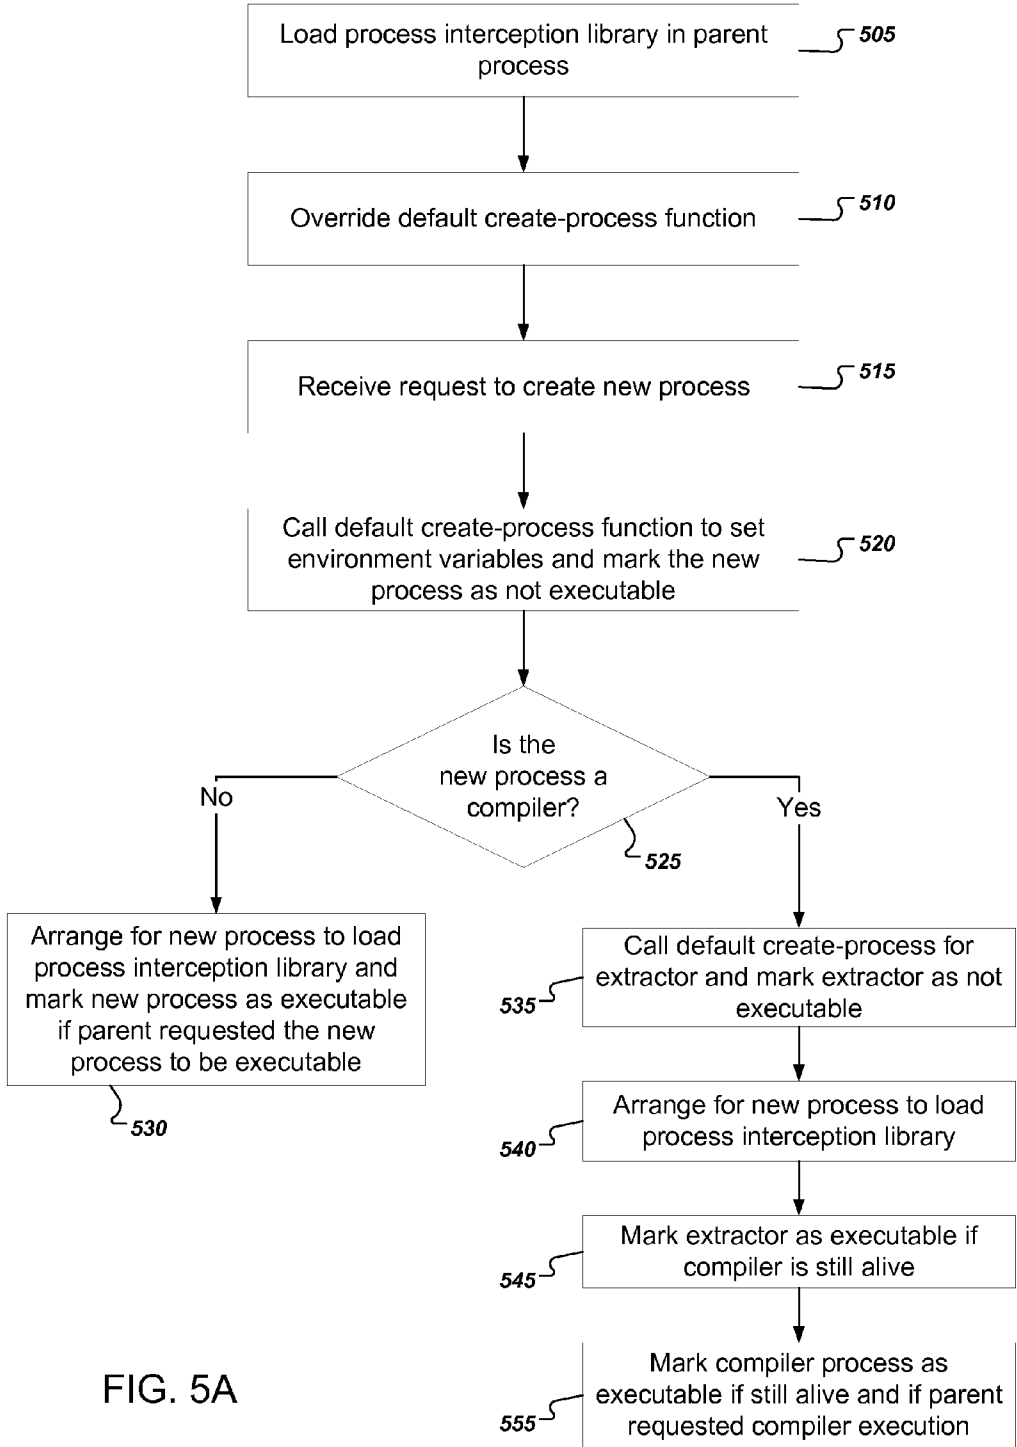 Load process interception library in parent
process
505
Override default create-process function
510
Receive request to create new process
515
Call default create-process function to set
environment variables and mark the new
process as not executable
520
Is the
new process a
compiler?
525
No
Yes
Arrange for new process to load
process interception library and
mark new process as executable
if parent requested the new
process to be executable
530
Call default create-process for
extractor and mark extractor as not
executable
535
Arrange for new process to load
process interception library
540
Mark extractor as executable if
compiler is still alive
545
Mark compiler process as
executable if still alive and if parent
requested compiler execution
555
FIG. 5A